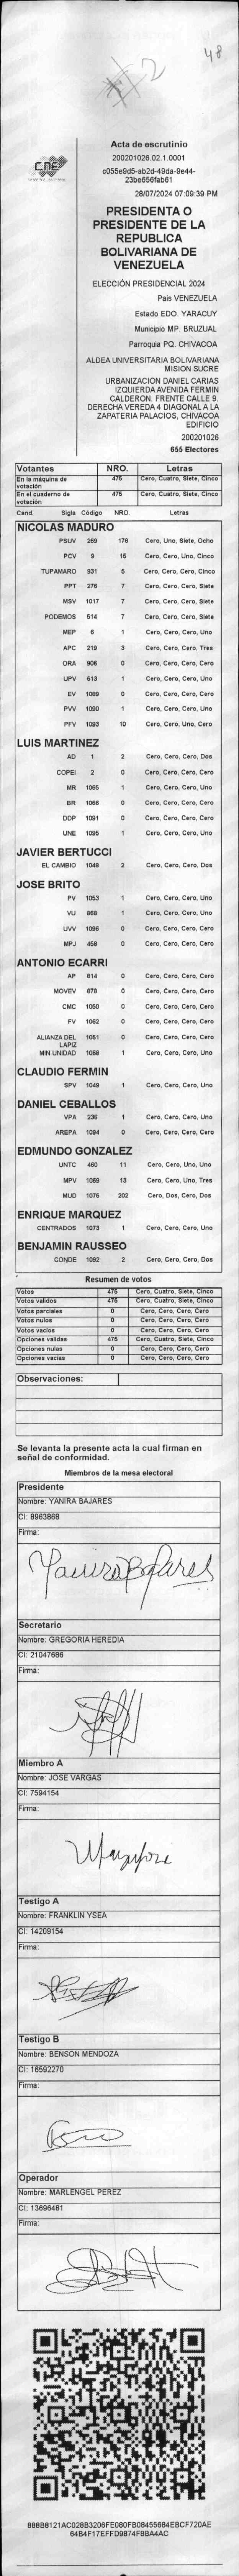 48
2
Acta de escrutinio
200201026.02.1.0001
c055e9d5-ab2d-49da-9e44-
23be656fab61
28/07/2024 07:09:39 PM
CNE
PRESIDENTA O
PRESIDENTE DE LA
REPUBLICA
BOLIVARIANA DE
VENEZUELA
ELECCIÓN PRESIDENCIAL 2024
Pais VENEZUELA
Estado EDO. YARACUY
Municipio MP. BRUZUAL
Parroquia PQ. CHIVACOA
ALDEA UNIVERSITARIA BOLIVARIANA
MISION SUCRE
URBANIZACION DANIEL CARIAS
IZQUIERDA AVENIDA FERMIN
CALDERON. FRENTE CALLE 9.
DERECHA VEREDA 4 DIAGONAL A LA
ZAPATERIA PALACIOS, CHIVACOA
EDIFICIO
200201026
655 Electores
Votantes NRO. Letras
En la máquina de votación 475 Cero, Cuatro, Siete, Cinco
En el cuaderno de votación 475 Cero, Cuatro, Siete, Cinco
Cand. Sigla Código NRO. Letras
NICOLAS MADURO
PSUV 269 178 Cero, Uno, Siete, Ocho
PCV 9 15 Cero, Cero, Uno, Cinco
TUPAMARO 931 5 Cero, Cero, Cero, Cinco
PPT 276 7 Cero, Cero, Cero, Siete
MSV 1017 7 Cero, Cero, Cero, Siete
PODEMOS 514 7 Cero, Cero, Cero, Siete
MEP 6 1 Cero, Cero, Cero, Uno
APC 219 3 Cero, Cero, Cero, Tres
ORA 906 0 Cero, Cero, Cero, Cero
UPV 513 1 Cero, Cero, Cero, Uno
EV 1089 0 Cero, Cero, Cero, Cero
PVV 1090 1 Cero, Cero, Cero, Uno
PFV 1093 10 Cero, Cero, Uno, Cero
LUIS MARTINEZ
AD 1 2 Cero, Cero, Cero, Dos
COPEI 2 0 Cero, Cero, Cero, Cero
MR 1065 1 Cero, Cero, Cero, Uno
BR 1066 0 Cero, Cero, Cero, Cero
DDP 1091 0 Cero, Cero, Cero, Cero
UNE 1095 1 Cero, Cero, Cero, Uno
JAVIER BERTUCCI
EL CAMBIO 1048 2 Cero, Cero, Cero, Dos
JOSE BRITO
PV 1053 1 Cero, Cero, Cero, Uno
VU 868 1 Cero, Cero, Cero, Uno
UVV 1096 0 Cero, Cero, Cero, Cero
MPJ 458 0 Cero, Cero, Cero, Cero
ANTONIO ECARRI
AP 814 0 Cero, Cero, Cero, Cero
MOVEV 878 0 Cero, Cero, Cero, Cero
CMC 1050 0 Cero, Cero, Cero, Cero
FV 1062 0 Cero, Cero, Cero, Cero
ALIANZA DEL LAPIZ 1051 0 Cero, Cero, Cero, Cero
MIN UNIDAD 1068 1 Cero, Cero, Cero, Uno
CLAUDIO FERMIN
SPV 1049 1 Cero, Cero, Cero, Uno
DANIEL CEBALLOS
VPA 236 1 Cero, Cero, Cero, Uno
AREPA 1094 0 Cero, Cero, Cero, Cero
EDMUNDO GONZALEZ
UNTC 460 11 Cero, Cero, Uno, Uno
MPV 1069 13 Cero, Cero, Uno, Tres
MUD 1076 202 Cero, Dos, Cero, Dos
ENRIQUE MARQUEZ
CENTRADOS 1073 1 Cero, Cero, Cero, Uno
BENJAMIN RAUSSEO
CONDE 1092 2 Cero, Cero, Cero, Dos
Resumen de votos
Votos 475 Cero, Cuatro, Siete, Cinco
Votos validos 475 Cero, Cuatro, Siete, Cinco
Votos parciales 0 Cero, Cero, Cero, Cero
Votos nulos 0 Cero, Cero, Cero, Cero
Votos vacios 0 Cero, Cero, Cero, Cero
Opciones validas 475 Cero, Cuatro, Siete, Cinco
Opciones nulas 0 Cero, Cero, Cero, Cero
Opciones vacias 0 Cero, Cero, Cero, Cero
Observaciones:
Se levanta la presente acta la cual firman en
señal de conformidad.
Miembros de la mesa electoral
Presidente
Nombre: YANIRA BAJARES
CI: 8983868
Firma:
Yanira Bajares
Secretario
Nombre: GREGORIA HEREDIA
CI: 21047686
Firma:
Miembro A
Nombre: JOSE VARGAS
CI: 7594154
Firma:
Testigo A
Nombre: FRANKLIN YSEA
CI: 14209154
Firma:
Testigo B
Nombre: BENSON MENDOZA
CI: 16592270
Firma:
Operador
Nombre: MARLENGEL PEREZ
CI: 13696481
Firma:
888B8121AC028B3206FE080FB08455684EBCF720AE
64B4F17EFFD9874F8BA4AC